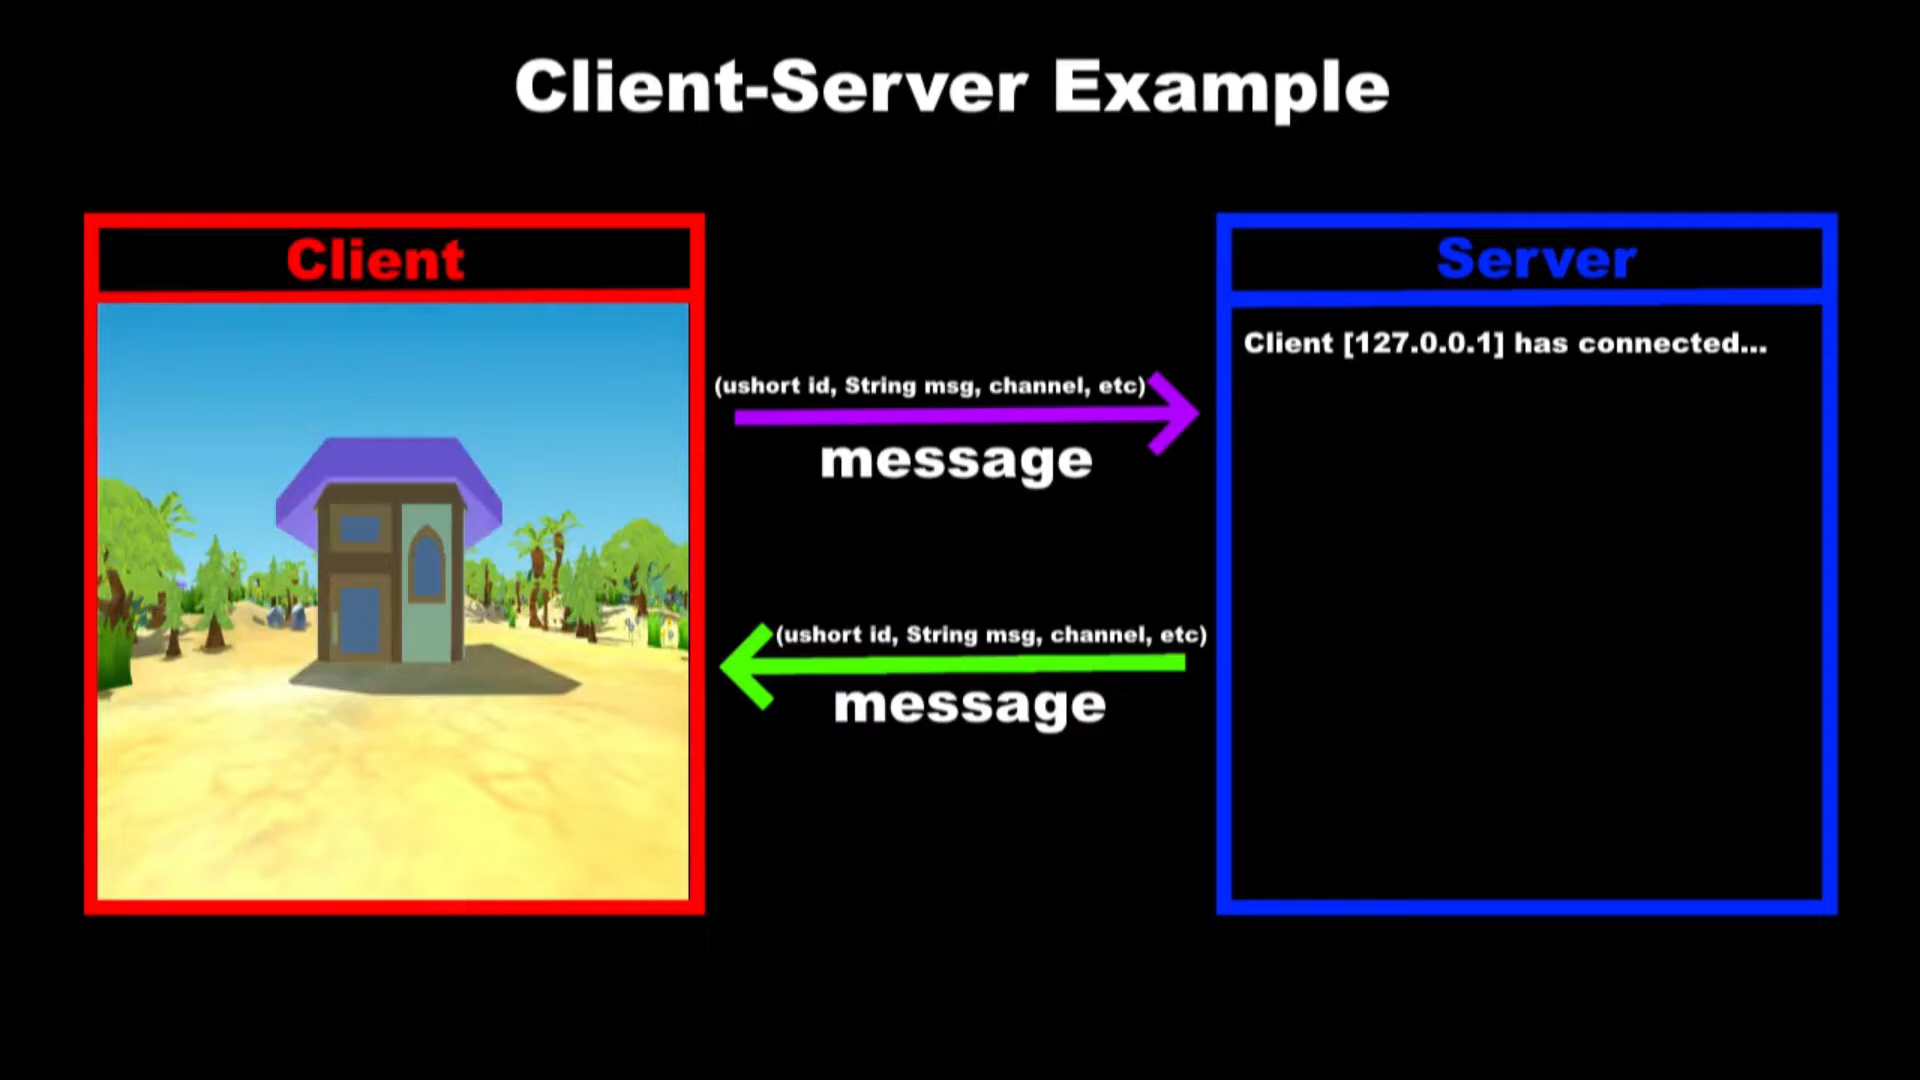 Client-Server Example
Client
Server
Client [127.0.0.1] has connected...
(ushort id, String msg, channel, etc)
message
(ushort id, String msg, channel, etc)
message